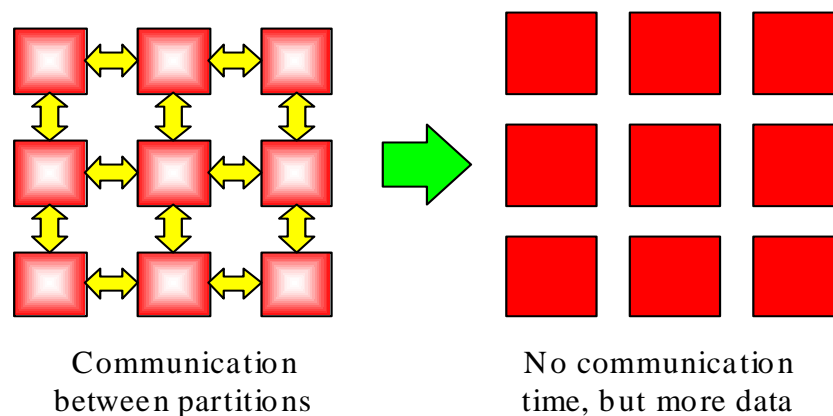 Communication
between partitions
No communication
time, but more data